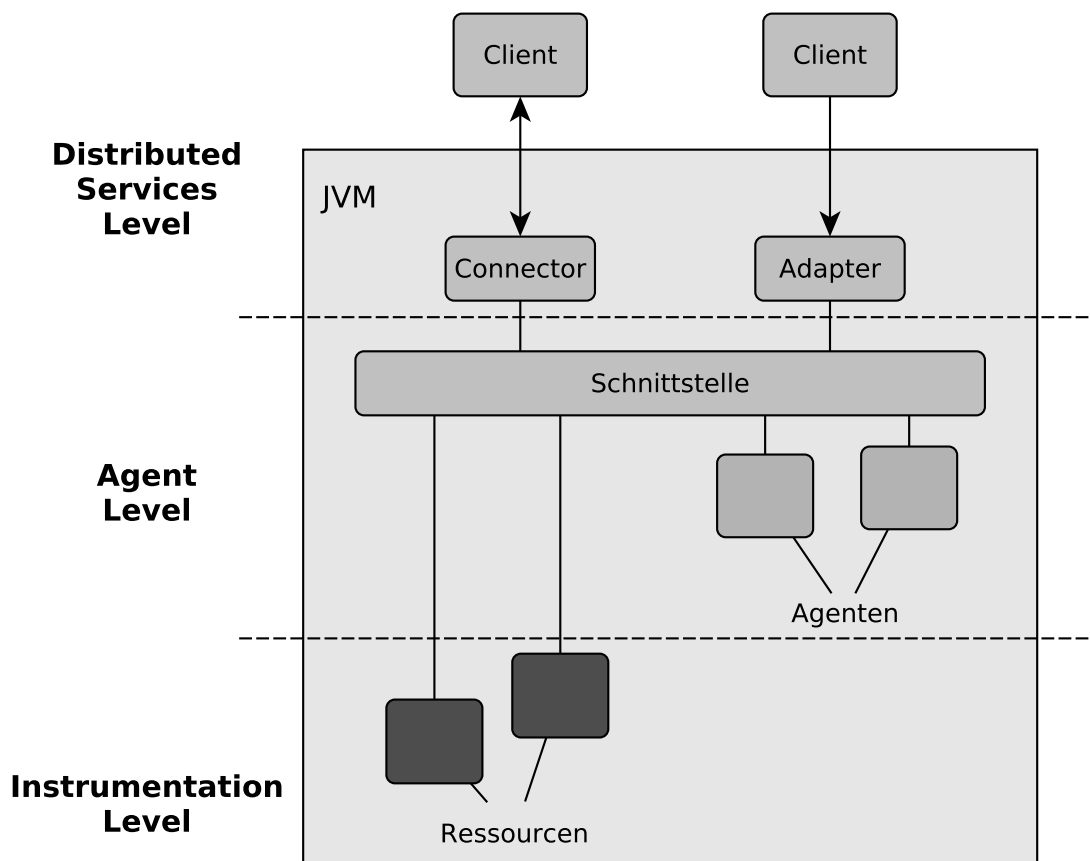 Client
Client
Distributed
Services
Level
JVM
Connector
Adapter
Schnittstelle
Agent
Level
Agenten
Instrumentation
Level
Ressourcen